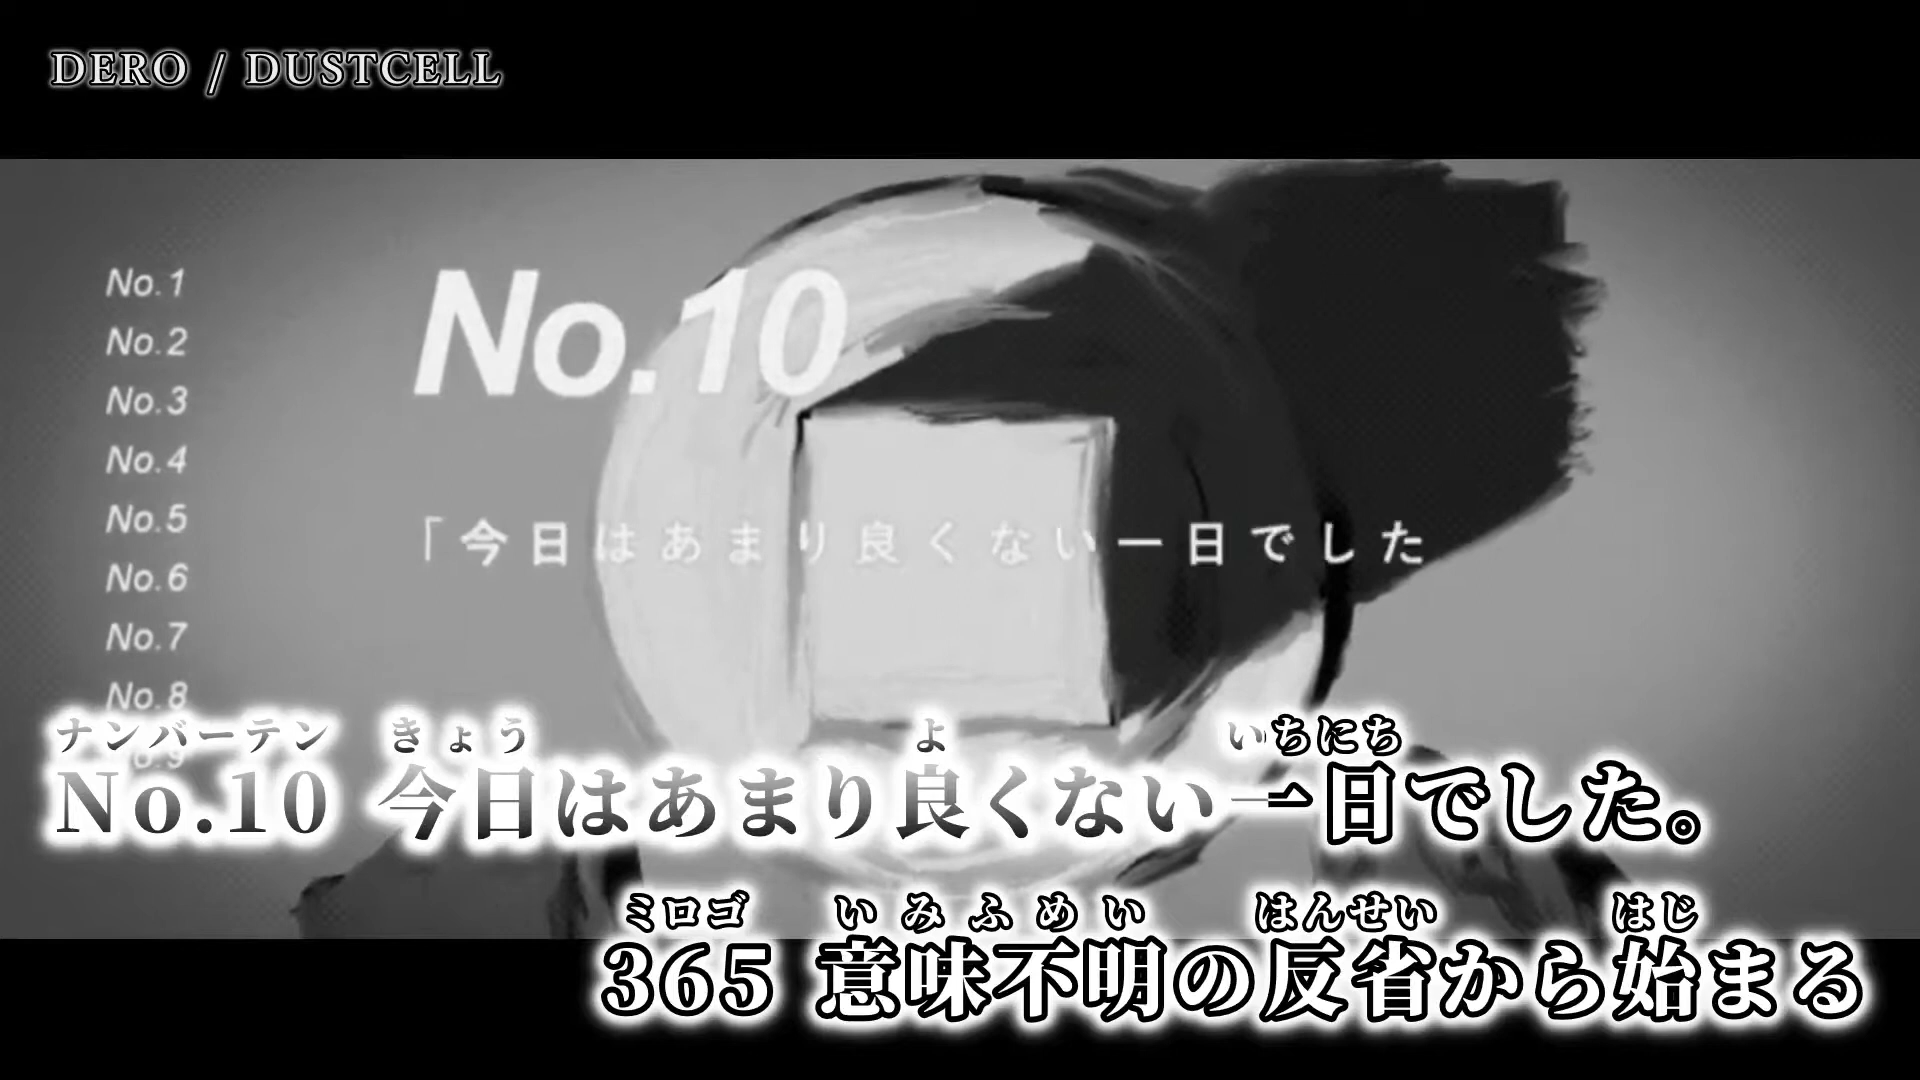 DERO / DUSTCELL
No.1
No.2
No.3
No.4
No.5
No.6
No.7
No.8
No.9
No.10
「今日はあまり良くない一日でした
ナンバーテン きょう よ いちにち
No.10 今日はあまり良くない一日でした。
ミロゴ いみふめい はんせい はじ
365 意味不明の反省から始まる